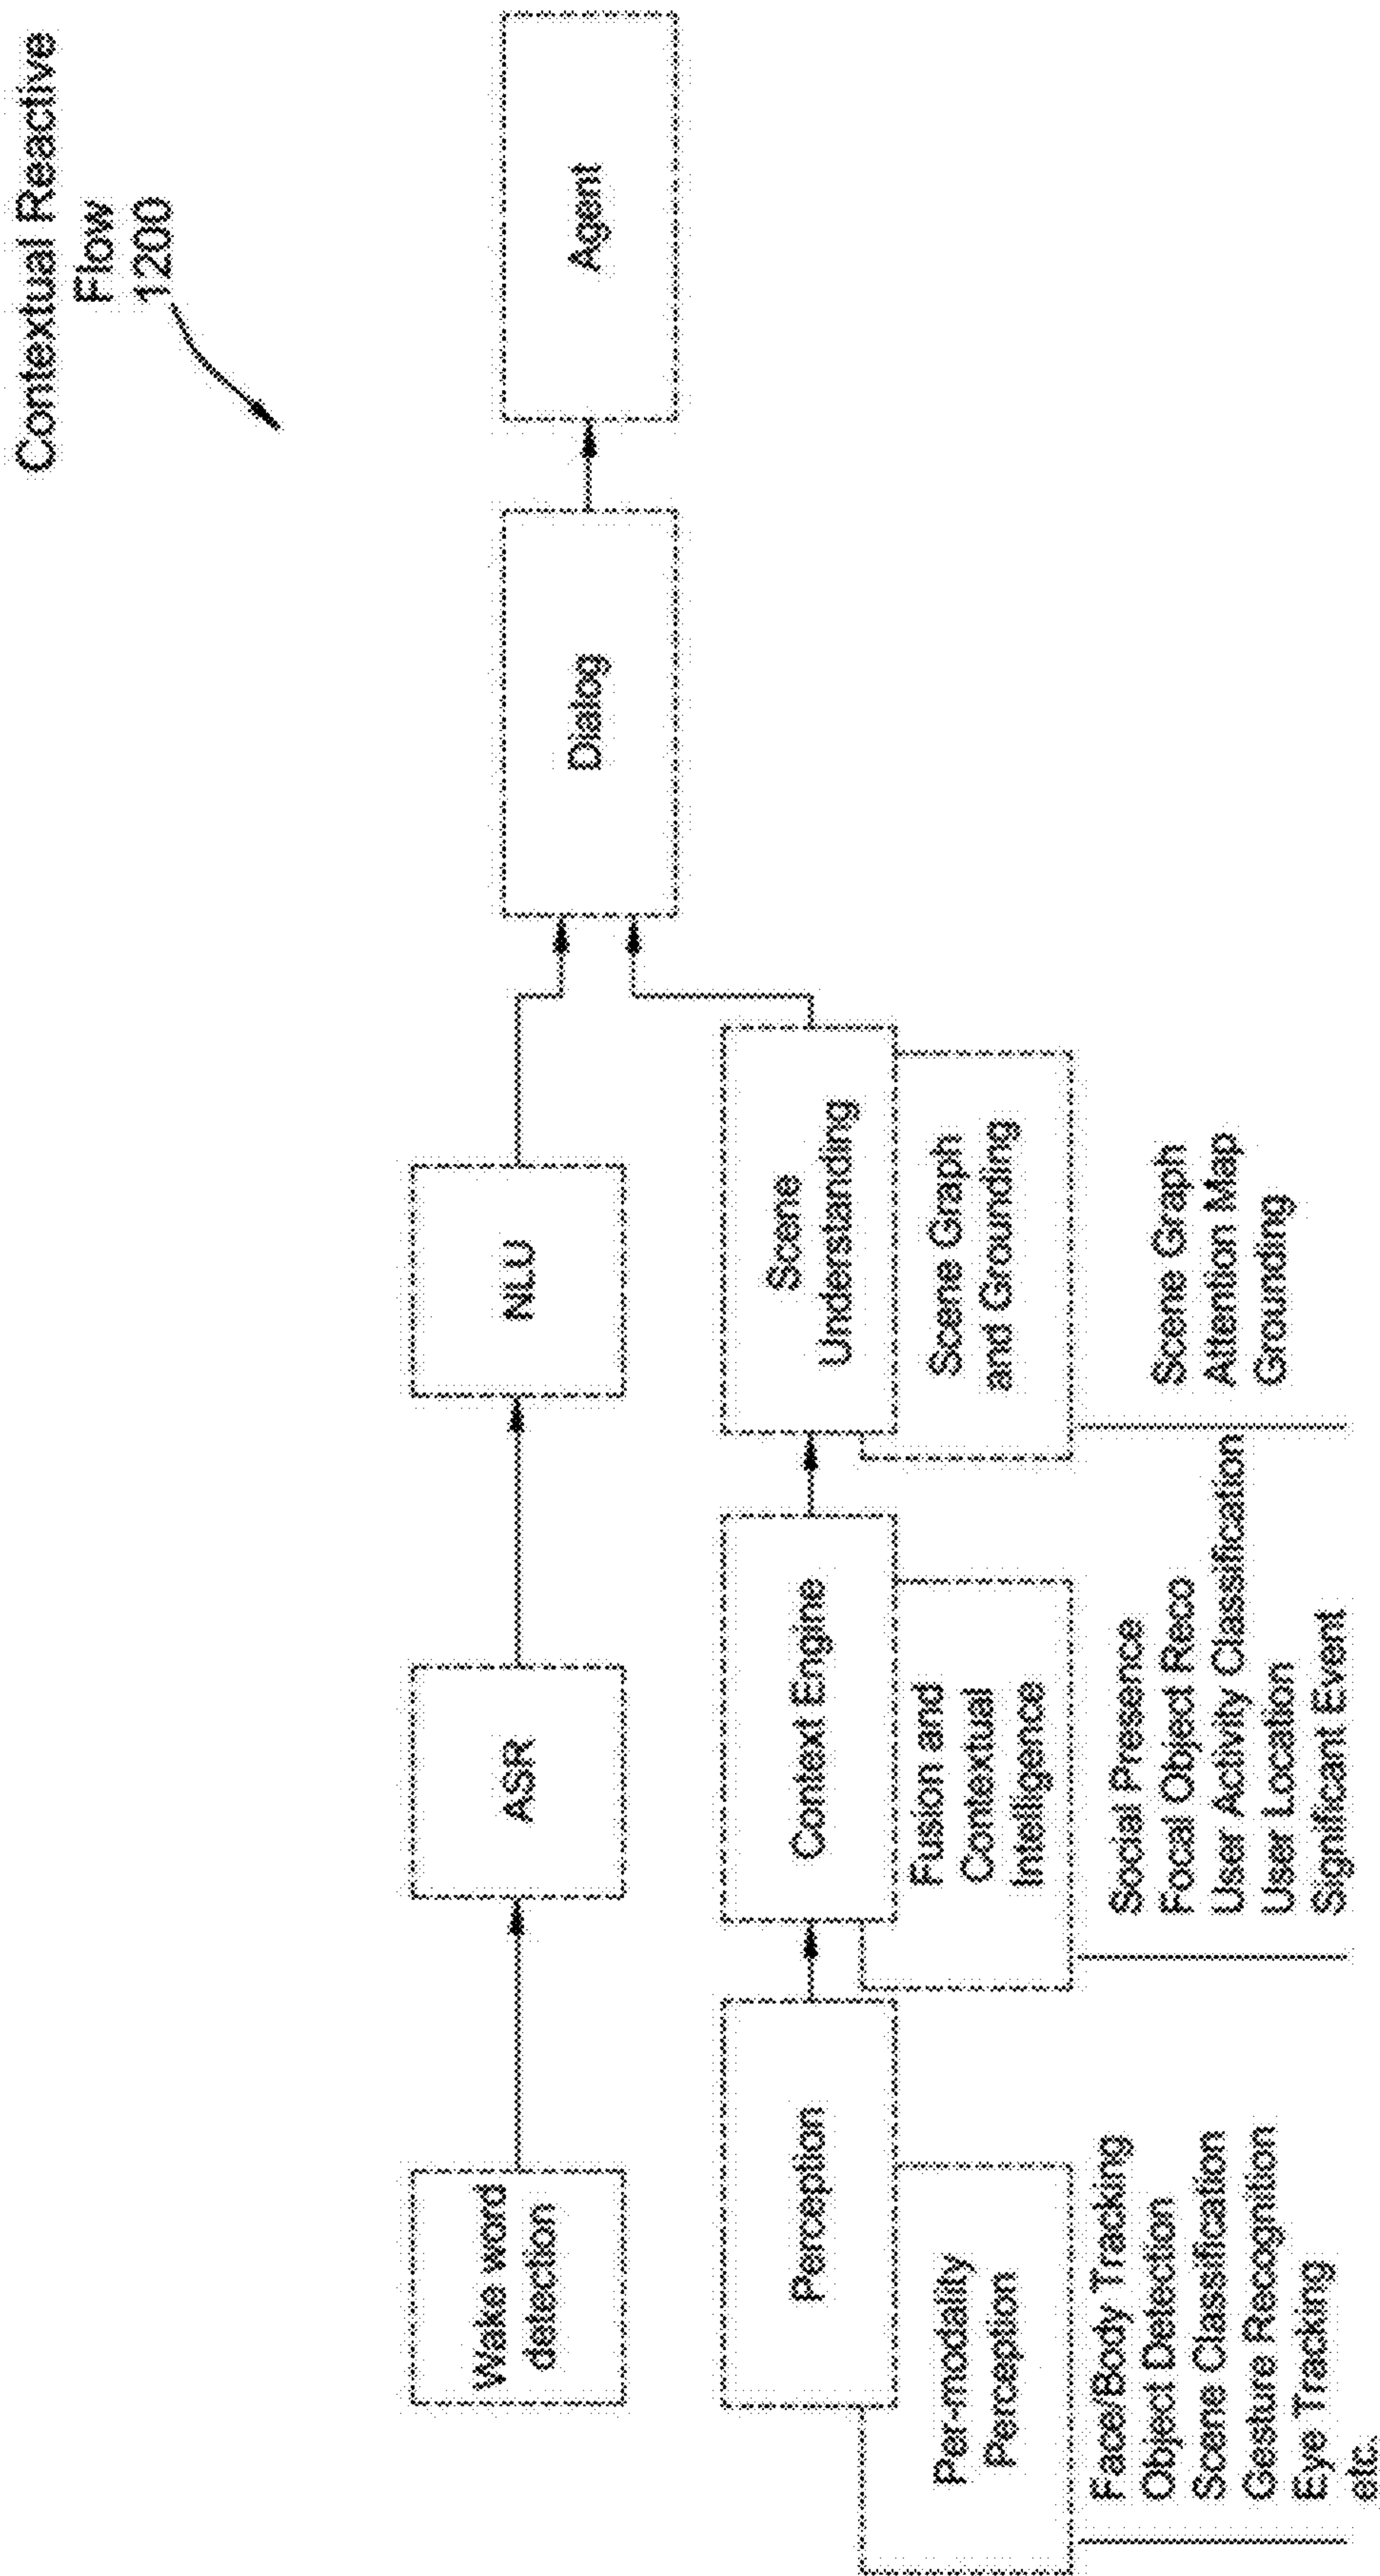 Contextual Reactive
Flow
1200
Wake word
detection
ASR
NLU
Dialog
Agent
Perception
Context Engine
Scene
Understanding
Per-modality
Perception
Fusion and
Contextual
Intelligence
Scene Graph
and Grounding
Face/Body Tracking
Object Detection
Scene Classification
Gesture Recognition
Eye Tracking
etc.
Social Presence
Focal Object Reco
User Activity Classification
User Location
Significant Event
Scene Graph
Attention Map
Grounding